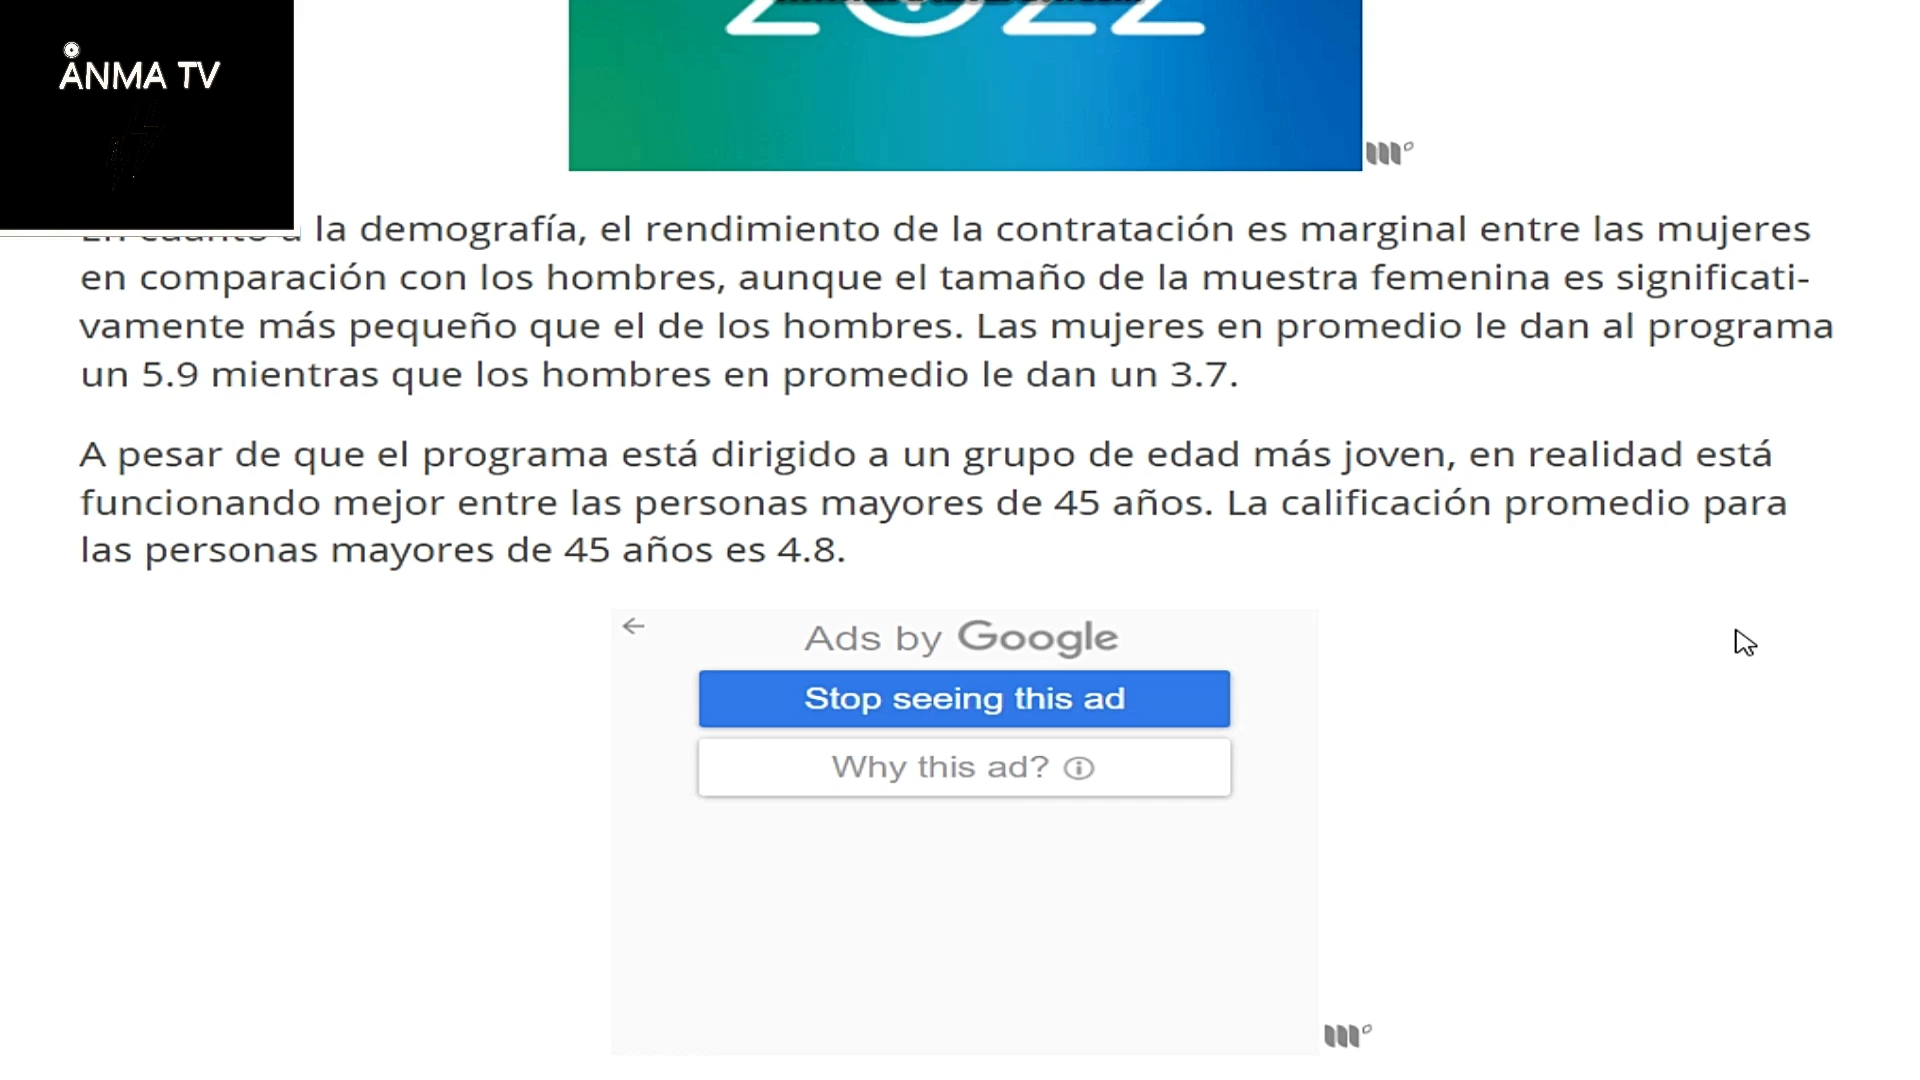 2022
ÅNMA TV
la demografía, el rendimiento de la contratación es marginal entre las mujeres
en comparación con los hombres, aunque el tamaño de la muestra femenina es significati-
vamente más pequeño que el de los hombres. Las mujeres en promedio le dan al programa
un 5.9 mientras que los hombres en promedio le dan un 3.7.
A pesar de que el programa está dirigido a un grupo de edad más joven, en realidad está
funcionando mejor entre las personas mayores de 45 años. La calificación promedio para
las personas mayores de 45 años es 4.8.
Ads by Google
Stop seeing this ad
Why this ad?